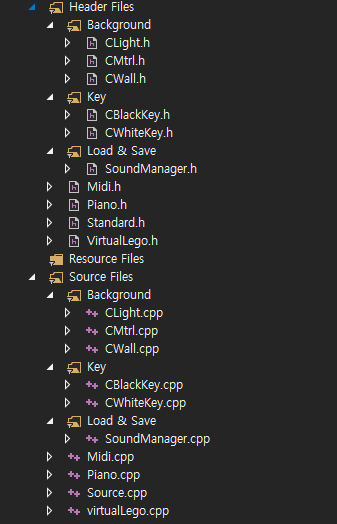 Header Files
Background
CLight.h
CMtrl.h
CWall.h
Key
CBlackKey.h
CWhiteKey.h
Load & Save
SoundManager.h
Midi.h
Piano.h
Standard.h
VirtualLego.h
Resource Files
Source Files
Background
CLight.cpp
CMtrl.cpp
CWall.cpp
Key
CBlackKey.cpp
CWhiteKey.cpp
Load & Save
SoundManager.cpp
Midi.cpp
Piano.cpp
Source.cpp
virtualLego.cpp